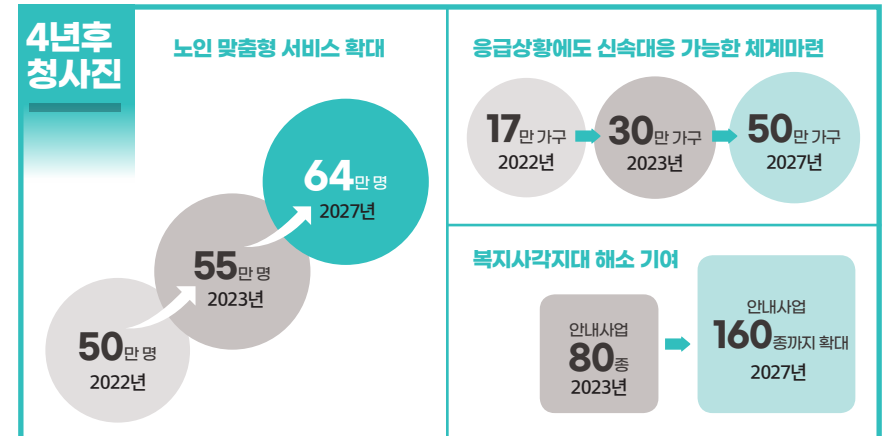 4년후
청사진
노인 맞춤형 서비스 확대
50만 명
2022년
55만 명
2023년
64만 명
2027년
응급상황에도 신속대응 가능한 체계마련
17만 가구
2022년
30만 가구
2023년
50만 가구
2027년
복지사각지대 해소 기여
안내사업
80종
2023년
안내사업
160종까지 확대
2027년